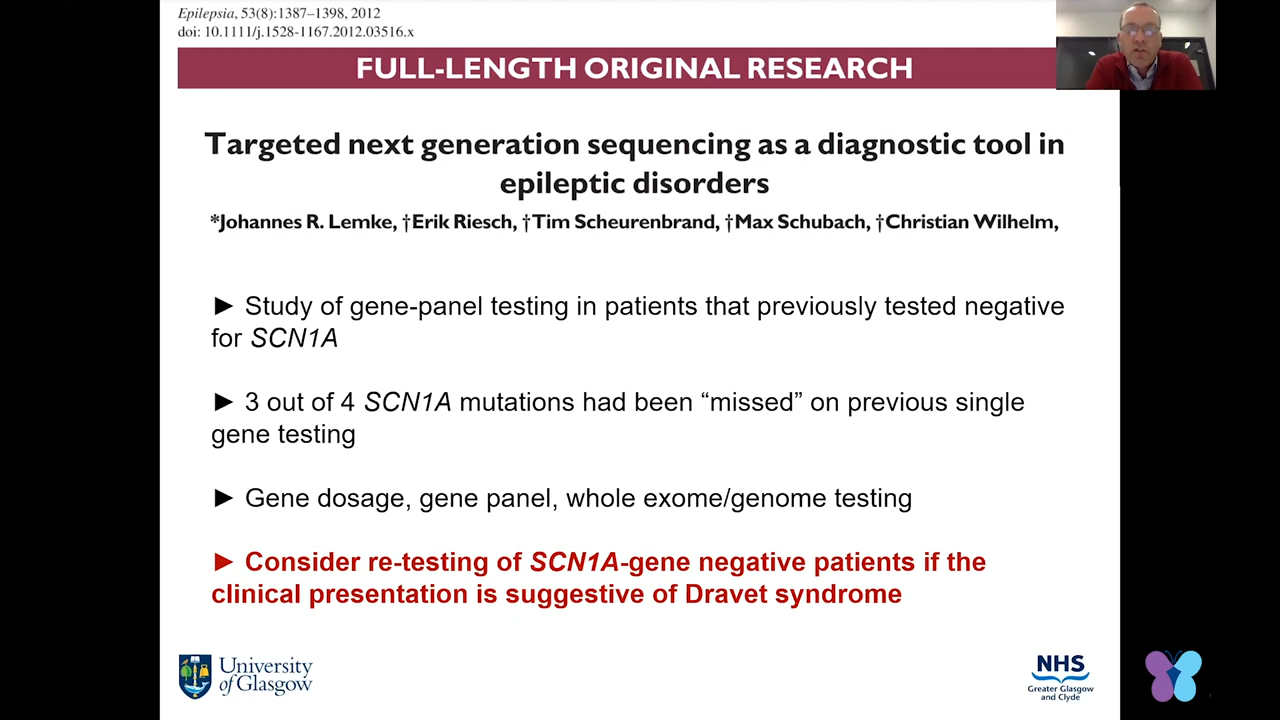 Epilepsia, 53(8):1387–1398, 2012
doi: 10.1111/j.1528-1167.2012.03516.x
FULL-LENGTH ORIGINAL RESEARCH
Targeted next generation sequencing as a diagnostic tool in
epileptic disorders
*Johannes R. Lemke, †Erik Riesch, †Tim Scheurenbrand, †Max Schubach, †Christian Wilhelm,
► Study of gene-panel testing in patients that previously tested negative
for SCN1A
► 3 out of 4 SCN1A mutations had been “missed” on previous single
gene testing
► Gene dosage, gene panel, whole exome/genome testing
► Consider re-testing of SCN1A-gene negative patients if the
clinical presentation is suggestive of Dravet syndrome
University
of Glasgow
NHS
Greater Glasgow
and Clyde